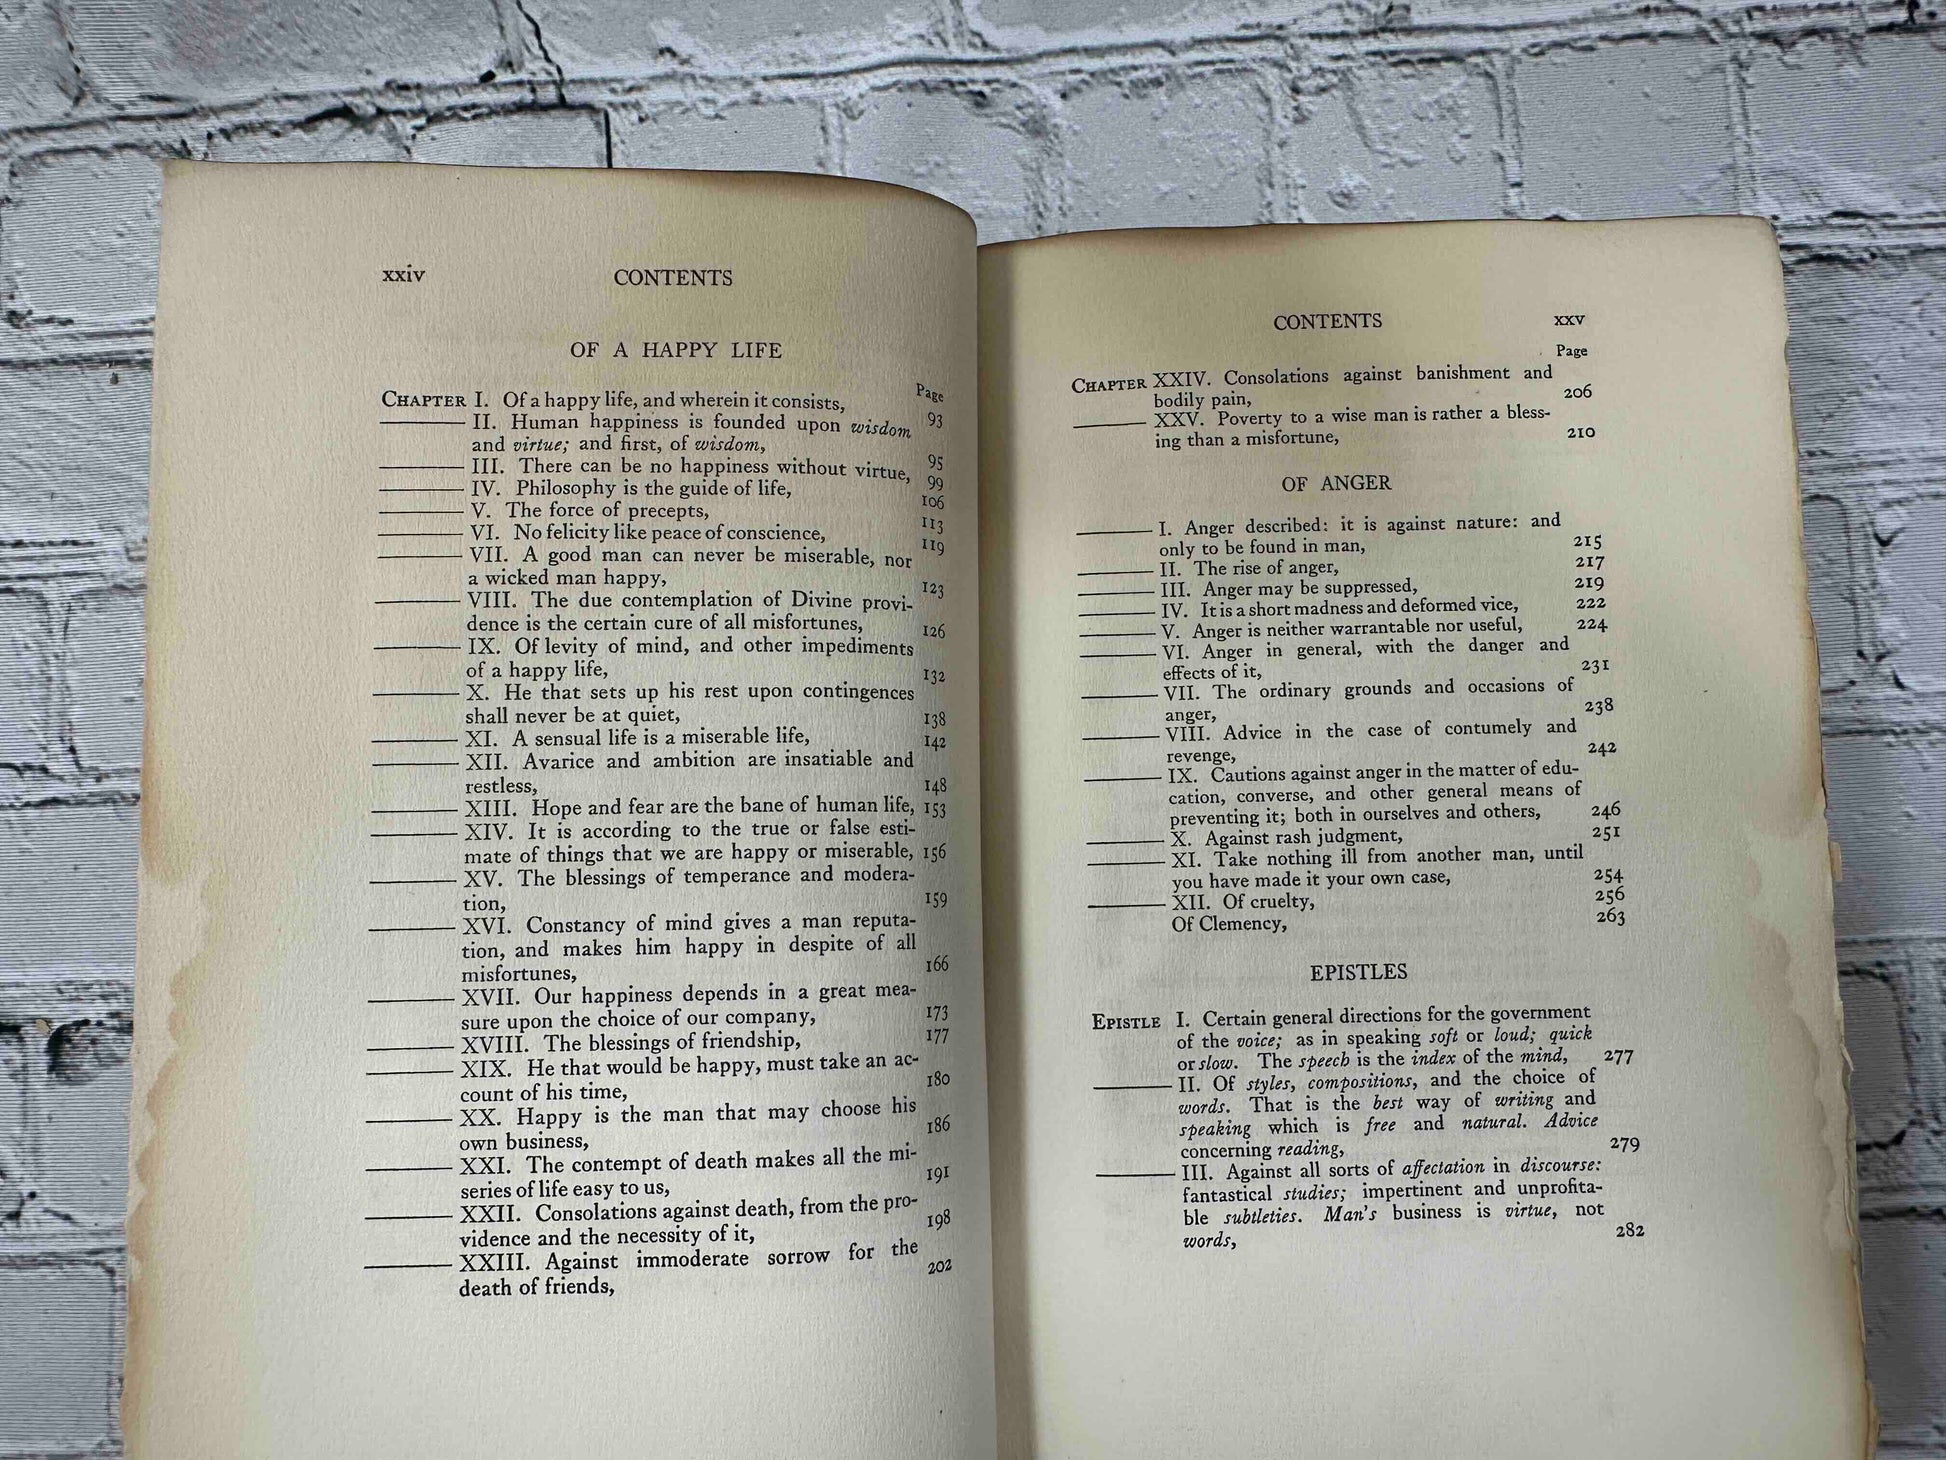 xxiv CONTENTS
OF A HAPPY LIFE
Page
CHAPTER I. Of a happy life, and wherein it consists, 93
II. Human happiness is founded upon wisdom
and virtue; and first, of wisdom, 95
III. There can be no happiness without virtue, 99
IV. Philosophy is the guide of life, 106
V. The force of precepts, 113
VI. No felicity like peace of conscience, 119
VII. A good man can never be miserable, nor
a wicked man happy, 123
VIII. The due contemplation of Divine provi-
dence is the certain cure of all misfortunes, 126
IX. Of levity of mind, and other impediments
of a happy life, 132
X. He that sets up his rest upon contingences
shall never be at quiet, 138
XI. A sensual life is a miserable life, 142
XII. Avarice and ambition are insatiable and
restless, 148
XIII. Hope and fear are the bane of human life, 153
XIV. It is according to the true or false esti-
mate of things that we are happy or miserable, 156
XV. The blessings of temperance and modera-
tion, 159
XVI. Constancy of mind gives a man reputa-
tion, and makes him happy in despite of all
misfortunes, 166
XVII. Our happiness depends in a great mea-
sure upon the choice of our company, 173
XVIII. The blessings of friendship, 177
XIX. He that would be happy, must take an ac-
count of his time, 180
XX. Happy is the man that may choose his
own business, 186
XXI. The contempt of death makes all the mi-
series of life easy to us, 191
XXII. Consolations against death, from the pro-
vidence and the necessity of it, 198
XXIII. Against immoderate sorrow for the
death of friends, 202
CONTENTS xxv
Page
CHAPTER XXIV. Consolations against banishment and
bodily pain, 206
XXV. Poverty to a wise man is rather a bless-
ing than a misfortune, 210
OF ANGER
I. Anger described: it is against nature: and
only to be found in man, 215
II. The rise of anger, 217
III. Anger may be suppressed, 219
IV. It is a short madness and deformed vice, 222
V. Anger is neither warrantable nor useful, 224
VI. Anger in general, with the danger and
effects of it, 231
VII. The ordinary grounds and occasions of
anger, 238
VIII. Advice in the case of contumely and
revenge, 242
IX. Cautions against anger in the matter of edu-
cation, converse, and other general means of
preventing it; both in ourselves and others, 246
X. Against rash judgment, 251
XI. Take nothing ill from another man, until
you have made it your own case, 254
XII. Of cruelty, 256
Of Clemency, 263
EPISTLES
EPISTLE I. Certain general directions for the government
of the voice; as in speaking soft or loud; quick
or slow. The speech is the index of the mind, 277
II. Of styles, compositions, and the choice of
words. That is the best way of writing and
speaking which is free and natural. Advice
concerning reading, 279
III. Against all sorts of affectation in discourse:
fantastical studies; impertinent and unprofita-
ble subtleties. Man's business is virtue, not
words, 282